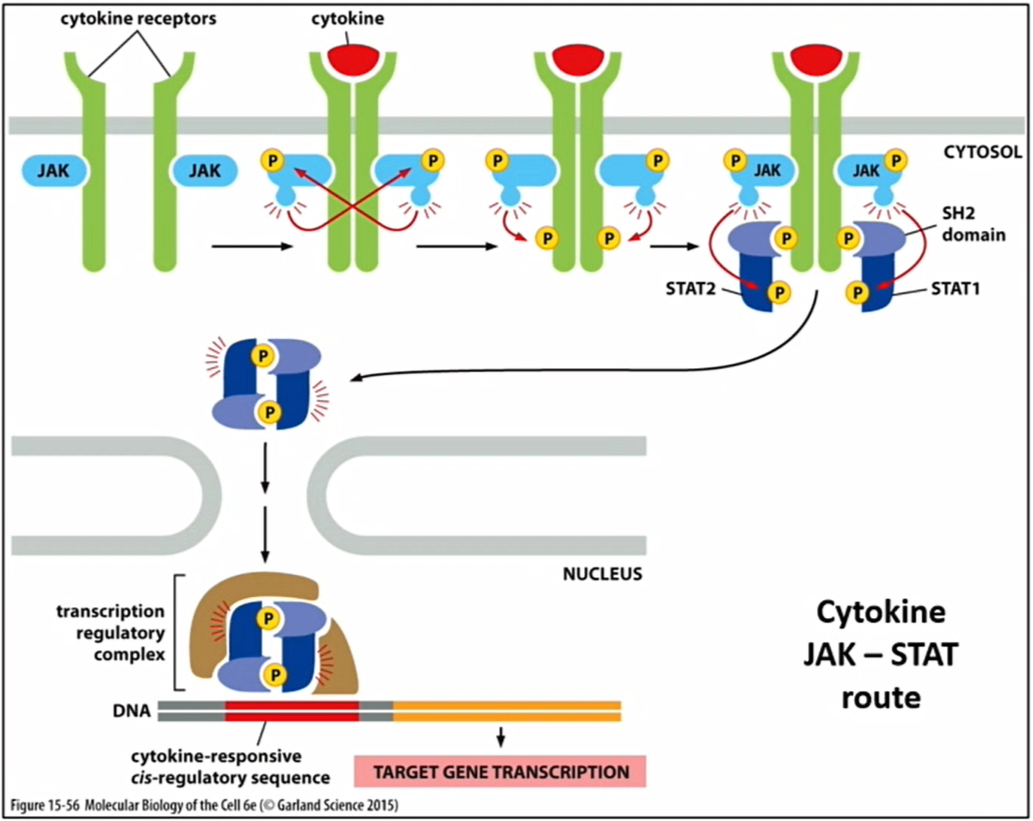 cytokine receptors
cytokine
JAK
JAK
P
P
P
P
P
JAK
JAK
P
CYTOSOL
P
P
P
P
SH2
domain
STAT2
P
P
STAT1
P
P
NUCLEUS
transcription
regulatory
complex
P
P
Cytokine
JAK – STAT
route
DNA
cytokine-responsive
cis-regulatory sequence
TARGET GENE TRANSCRIPTION
Figure 15-56 Molecular Biology of the Cell 6e (© Garland Science 2015)